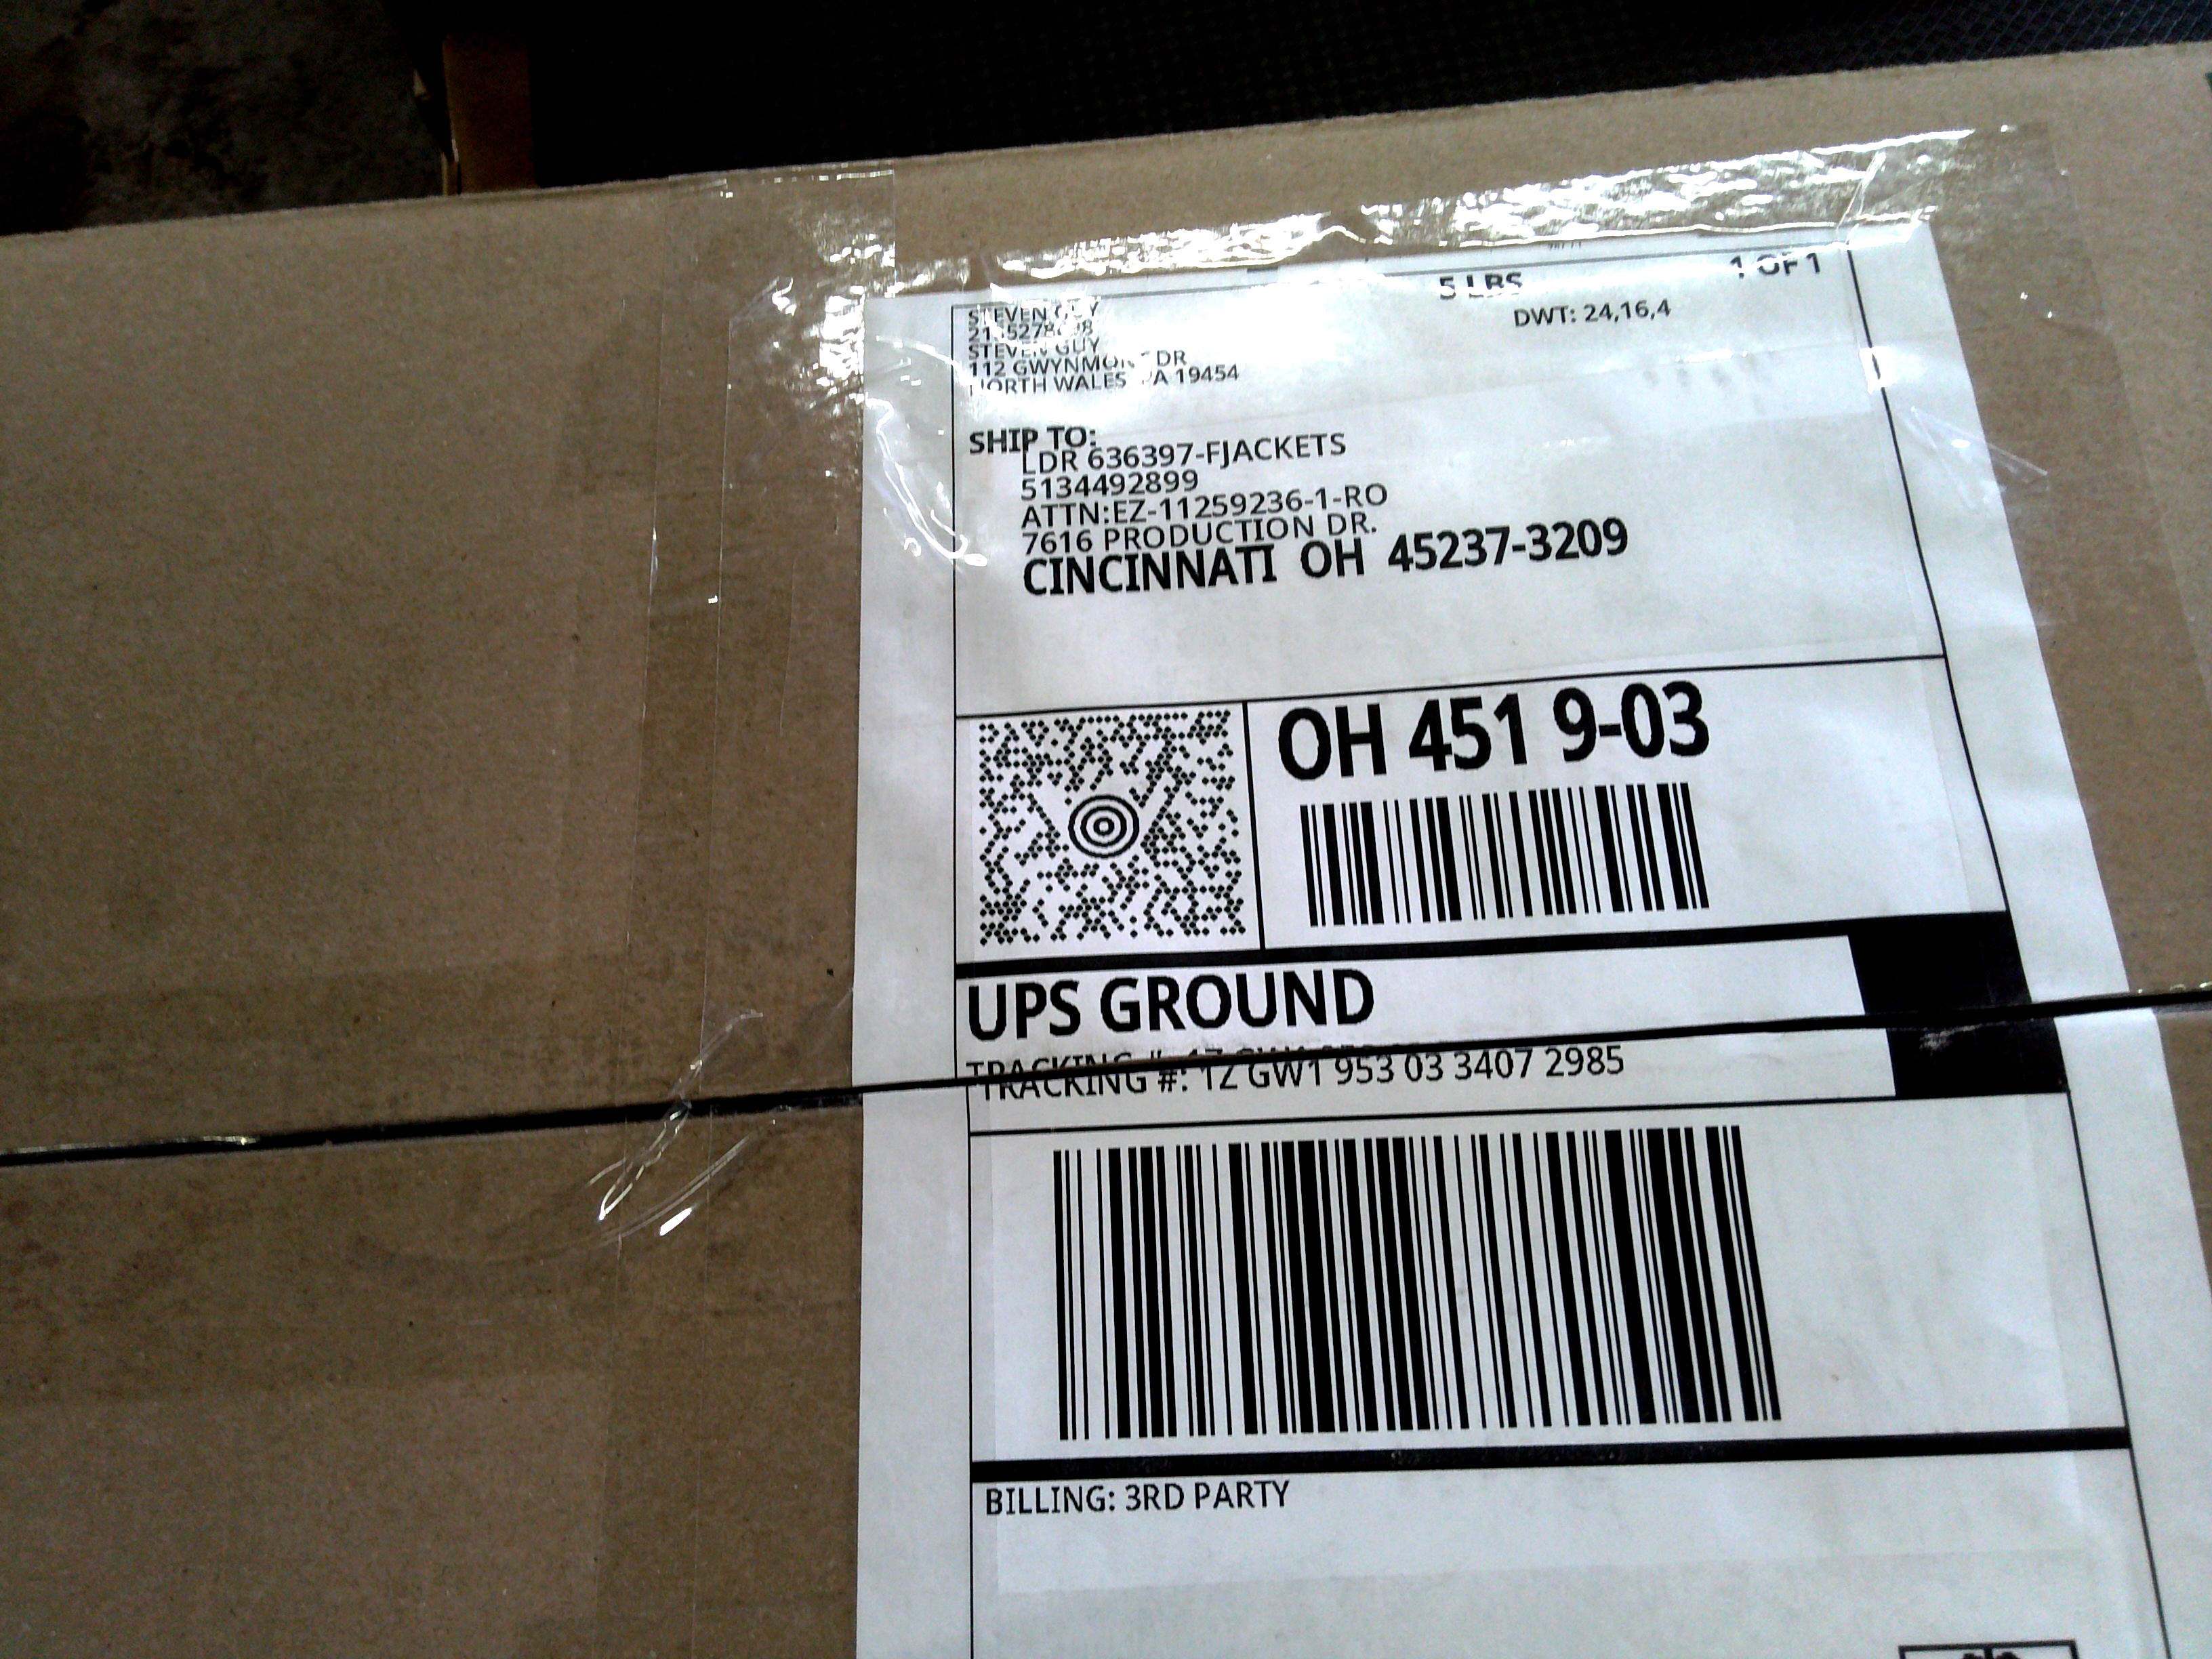 5 LBS
1 OF 1
STEVEN GUY
DWT: 24,16,4
STEVEN GUY
112 DR
NORTH WALES PA 19454
SHIP TO:
LDR 636397-FJACKETS
5134492899
ATTN:EZ-11259236-1-RO
7616 PRODUCTION DR.
CINCINNATI OH 45237-3209
OH 451 9-03
UPS GROUND
TRACKING #: 1Z GW1 953 03 3407 2985
BILLING: 3RD PARTY